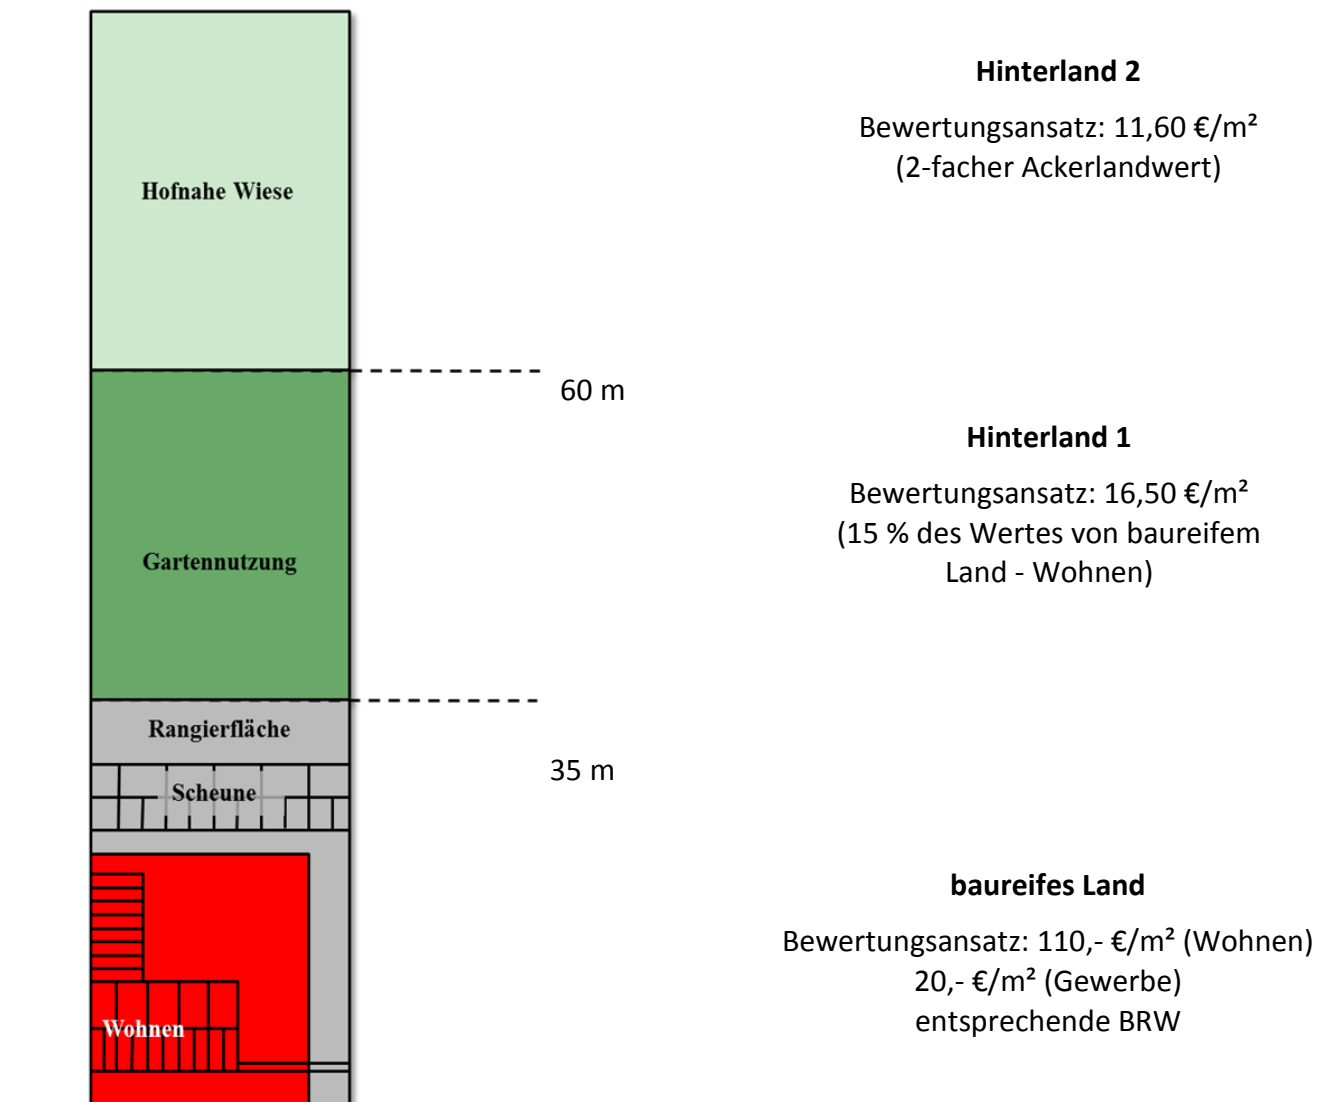 Hinterland 2
Bewertungsansatz: 11,60 €/m²
(2-facher Ackerlandwert)
Hofnahe Wiese
60 m
Hinterland 1
Bewertungsansatz: 16,50 €/m²
(15 % des Wertes von baureifem
Land - Wohnen)
Gartennutzung
Rangierfläche
35 m
Scheune
baureifes Land
Bewertungsansatz: 110,- €/m² (Wohnen)
20,- €/m² (Gewerbe)
entsprechende BRW
Wohnen